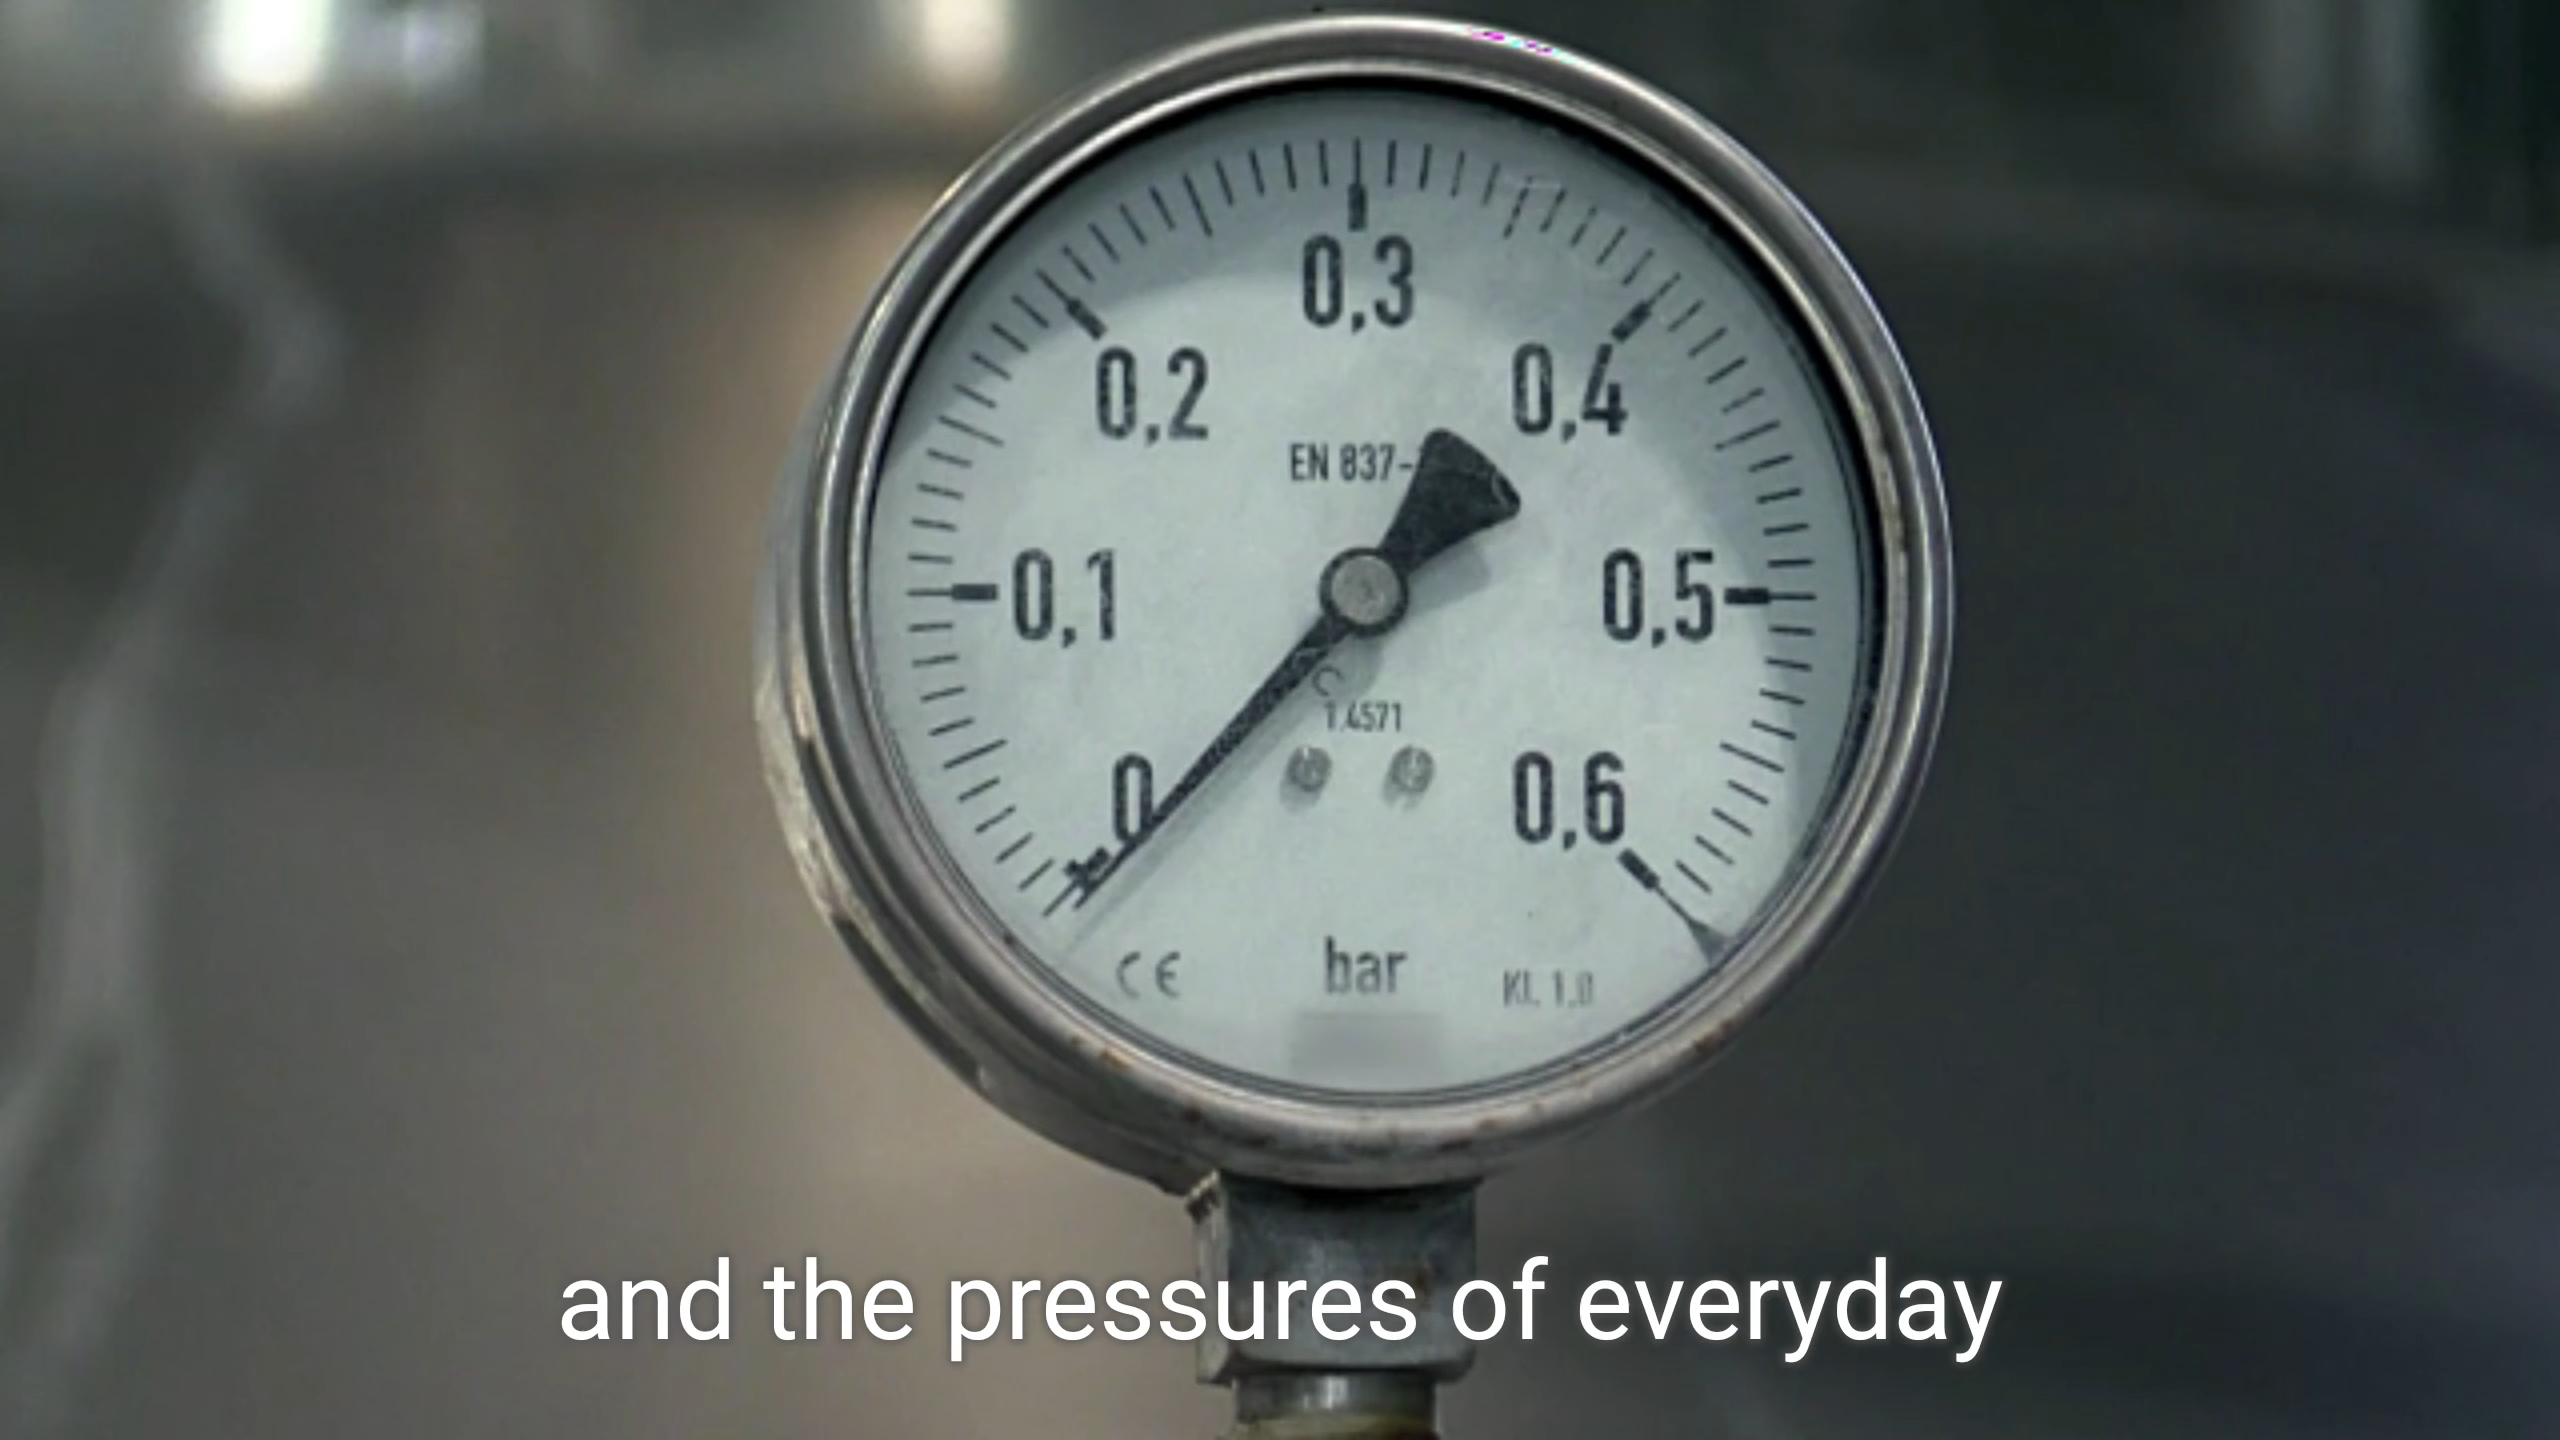 0,3
0,2
0,4
EN 837-
0,1
0,5
1.4571
0
0,6
bar
CE
Kl. 1.0
and the pressures of everyday